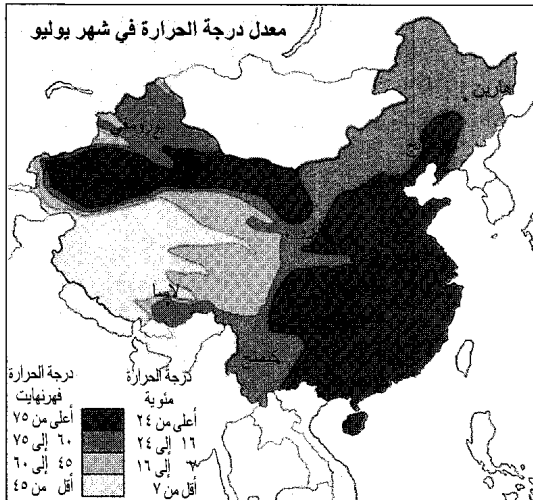 معدل درجة الحرارة في شهر يوليو
هاربن
لاسا
درجة الحرارة
مئوية
أعلى من ٢٤
١٦ إلى ٢٤
إلى ١٦
أقل من ٧
درجة الحرارة
فهرنهايت
أعلى من ٧٥
٦٠ إلى ٧٥
٤٥ إلى ٦٠
أقل من ٤٥